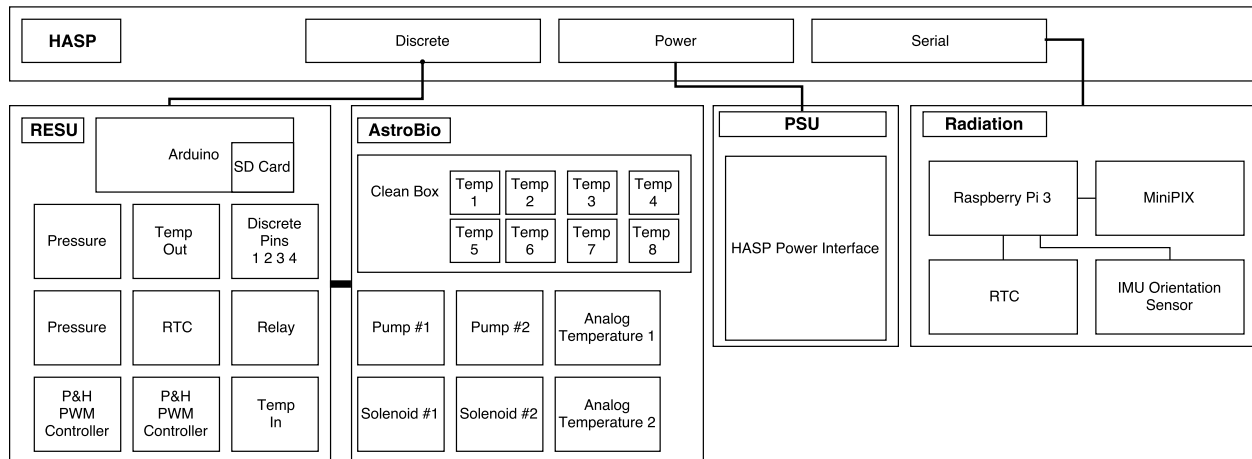 HASP
Discrete
Power
Serial
RESU
Arduino
SD Card
Pressure
Temp
Out
Discrete
Pins
1 2 3 4
Pressure
RTC
Relay
P&H
PWM
Controller
P&H
PWM
Controller
Temp
In
AstroBio
Clean Box
Temp
1
Temp
2
Temp
3
Temp
4
Temp
5
Temp
6
Temp
7
Temp
8
Pump #1
Pump #2
Analog
Temperature 1
Solenoid #1
Solenoid #2
Analog
Temperature 2
PSU
HASP Power Interface
Radiation
Raspberry Pi 3
MiniPIX
RTC
IMU Orientation
Sensor